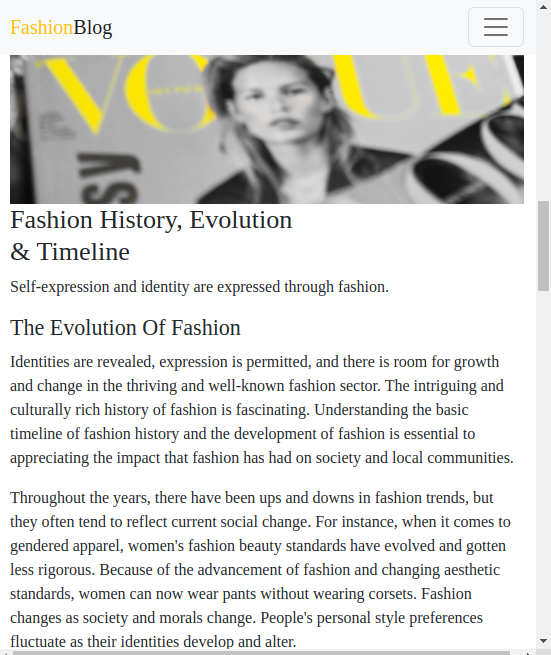 FashionBlog
VOGUE
Fashion History, Evolution
& Timeline
Self-expression and identity are expressed through fashion.
The Evolution Of Fashion
Identities are revealed, expression is permitted, and there is room for growth
and change in the thriving and well-known fashion sector. The intriguing and
culturally rich history of fashion is fascinating. Understanding the basic
timeline of fashion history and the development of fashion is essential to
appreciating the impact that fashion has had on society and local communities.
Throughout the years, there have been ups and downs in fashion trends, but
they often tend to reflect current social change. For instance, when it comes to
gendered apparel, women's fashion beauty standards have evolved and gotten
less rigorous. Because of the advancement of fashion and changing aesthetic
standards, women can now wear pants without wearing corsets. Fashion
changes as society and morals change. People's personal style preferences
fluctuate as their identities develop and alter.